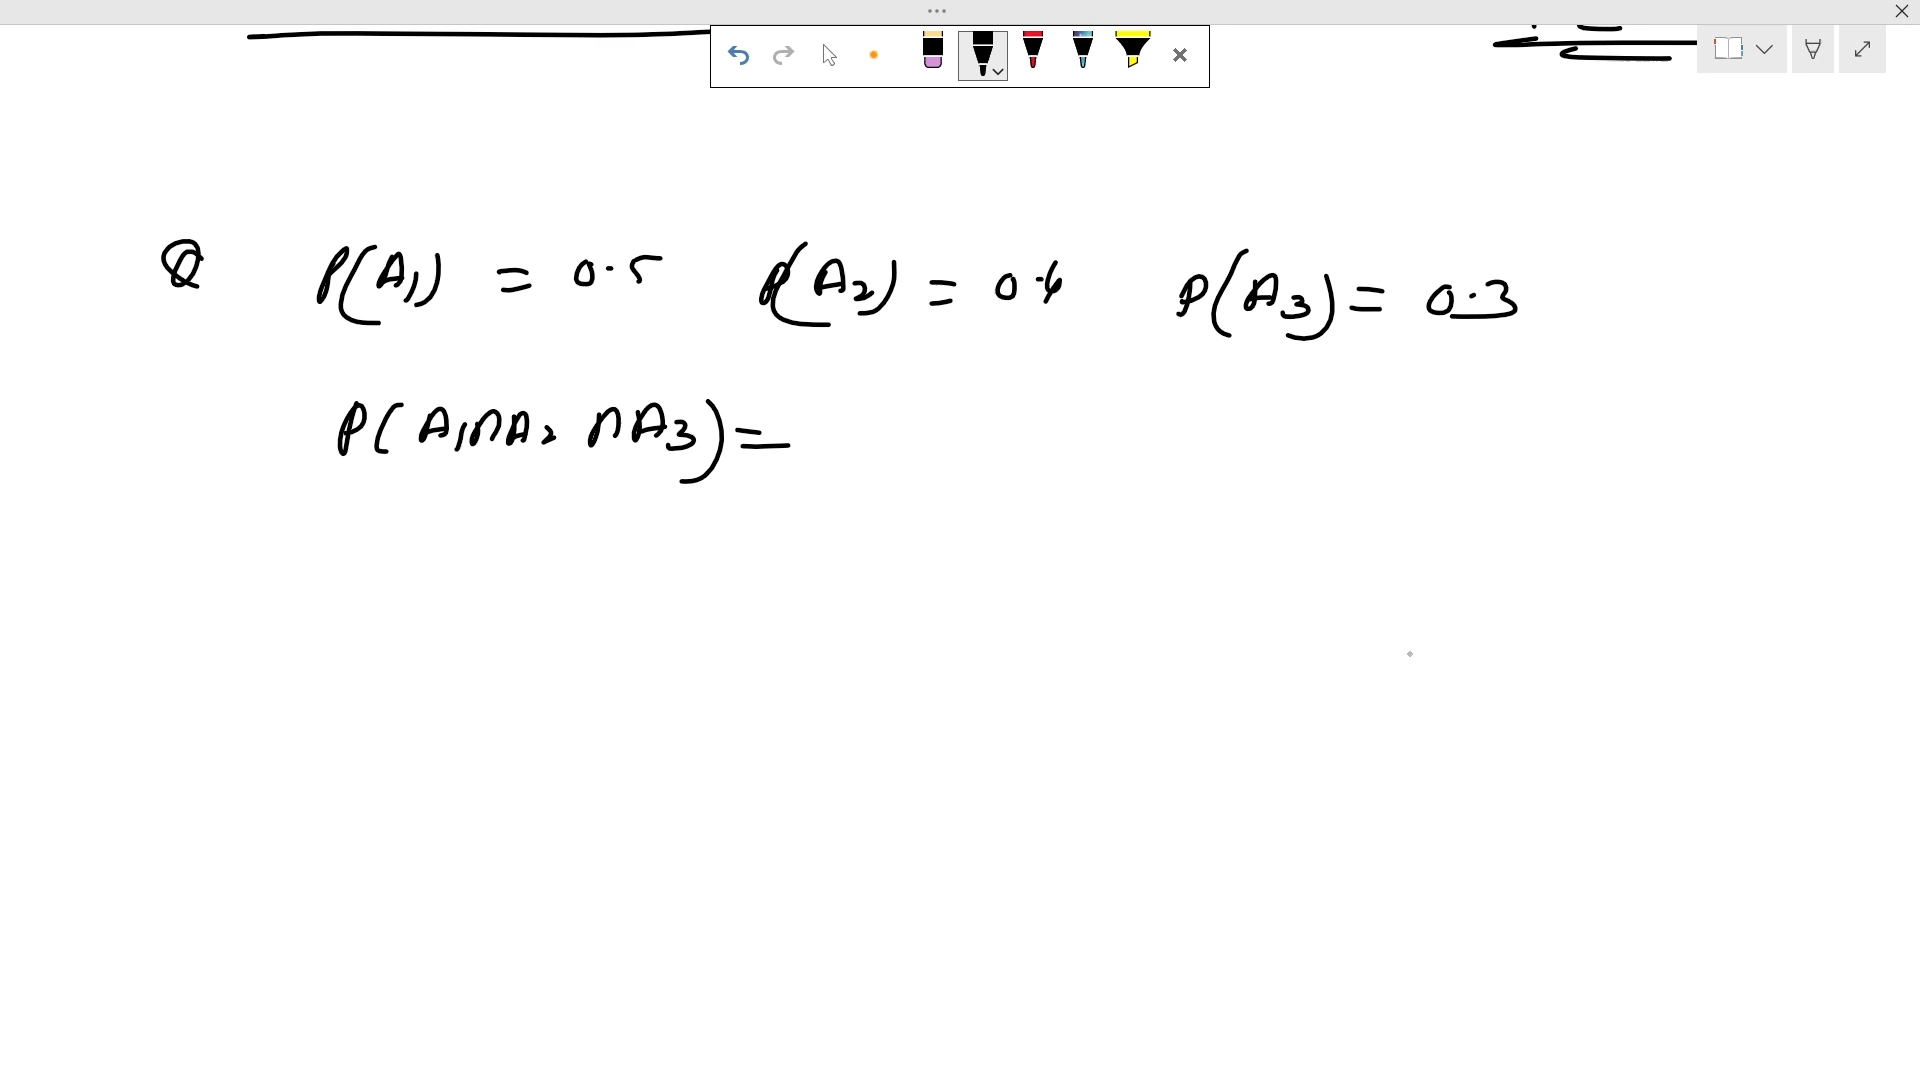 Q P(A1) = 0.5 P(A2) = 0.4 P(A3) = 0.3
P(A1∩A2 ∩A3) =